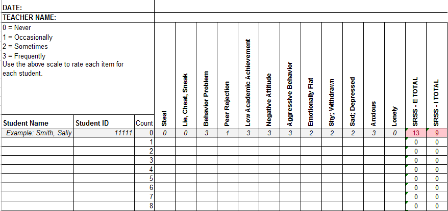 DATE:
TEACHER NAME:
0 = Never
1 = Occasionally
2 = Sometimes
3 = Frequently
Use the above scale to rate each item for
each student.
Student Name Student ID Count Steal Lie, Cheat, Sneak Behavior Problem Peer Rejection Low Academic Achievement Negative Attitude Aggressive Behavior Emotionally Flat Shy; Withdrawn Sad; Depressed Anxious Lonely SRSS - E TOTAL SRSS - I TOTAL
Example: Smith, Sally 11111 0 0 0 3 1 3 3 3 2 2 2 3 0 13 9
1 0 0
2 0 0
3 0 0
4 0 0
5 0 0
6 0 0
7 0 0
8 0 0